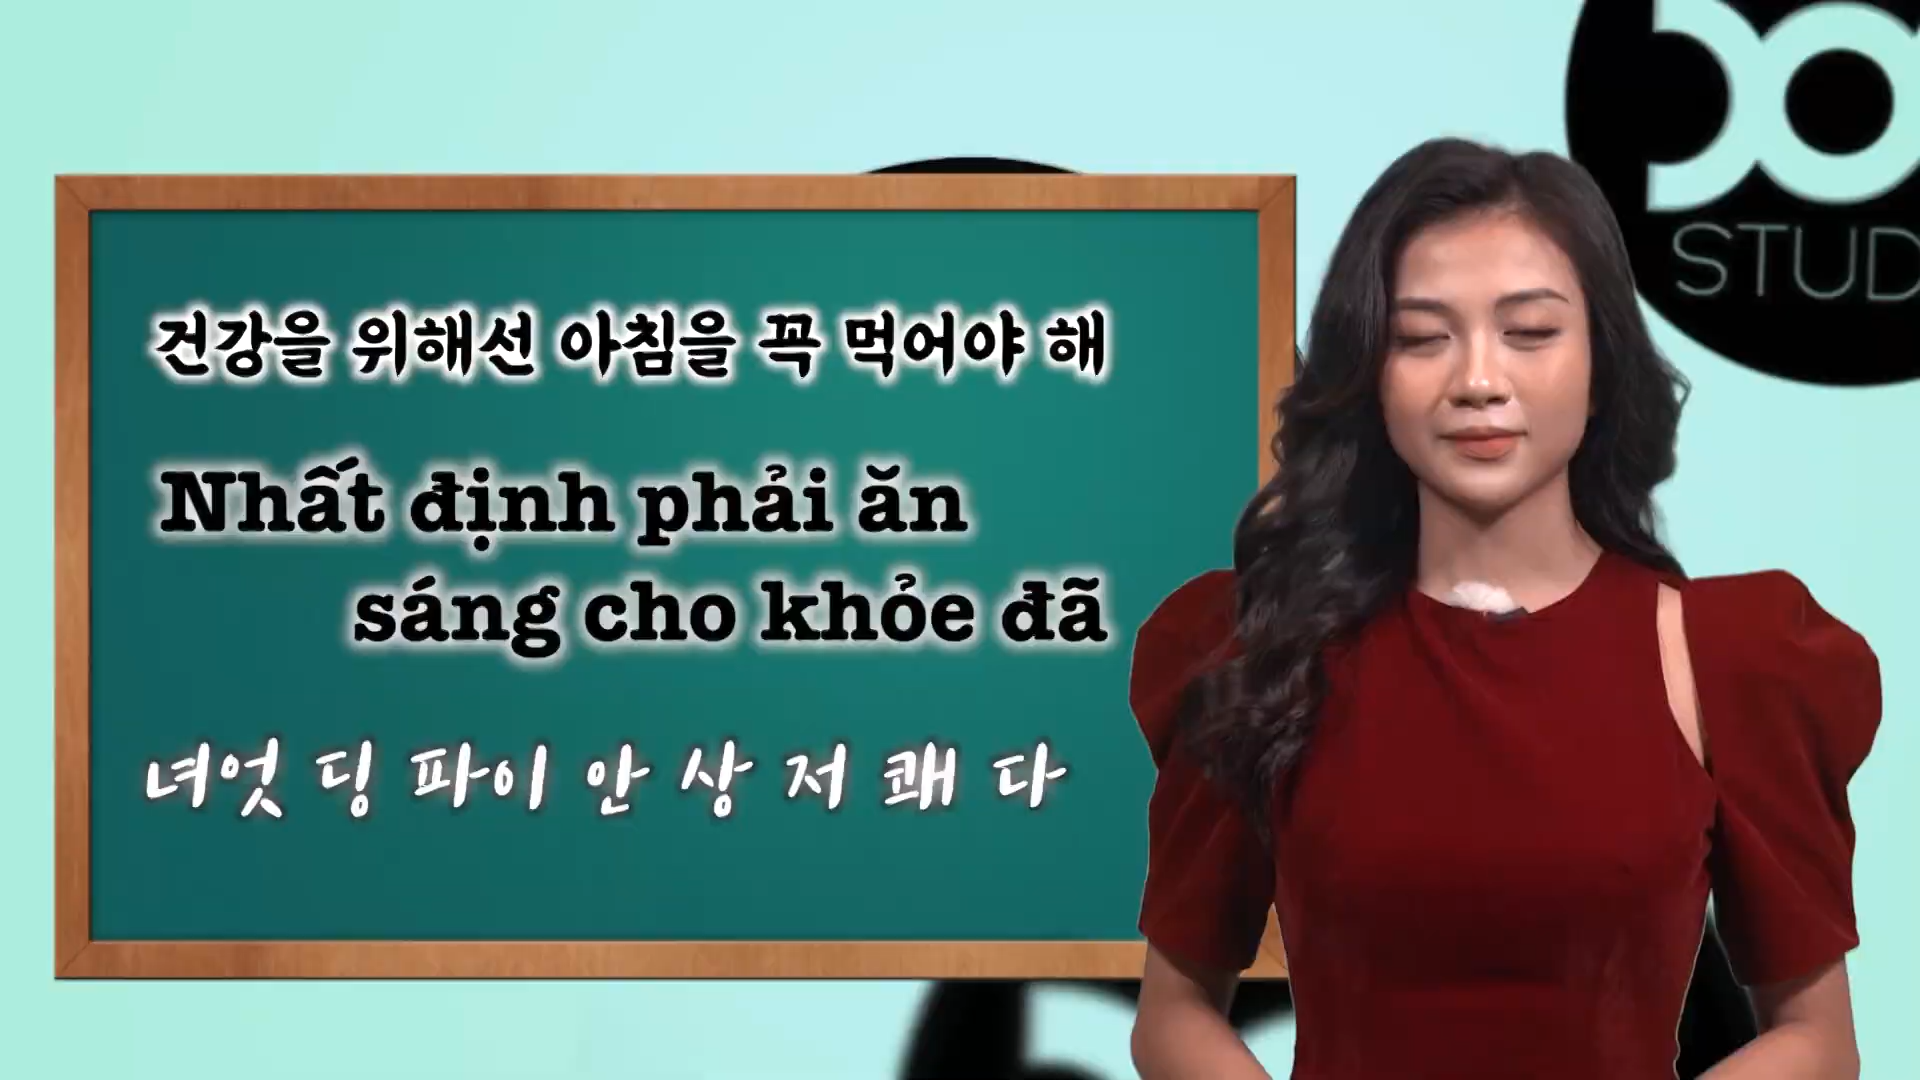 STUD
건강을 위해선 아침을 꼭 먹어야 해
Nhất định phải ăn
sáng cho khỏe đã
녀엇 딩 파이 안 상 저 쾌 다